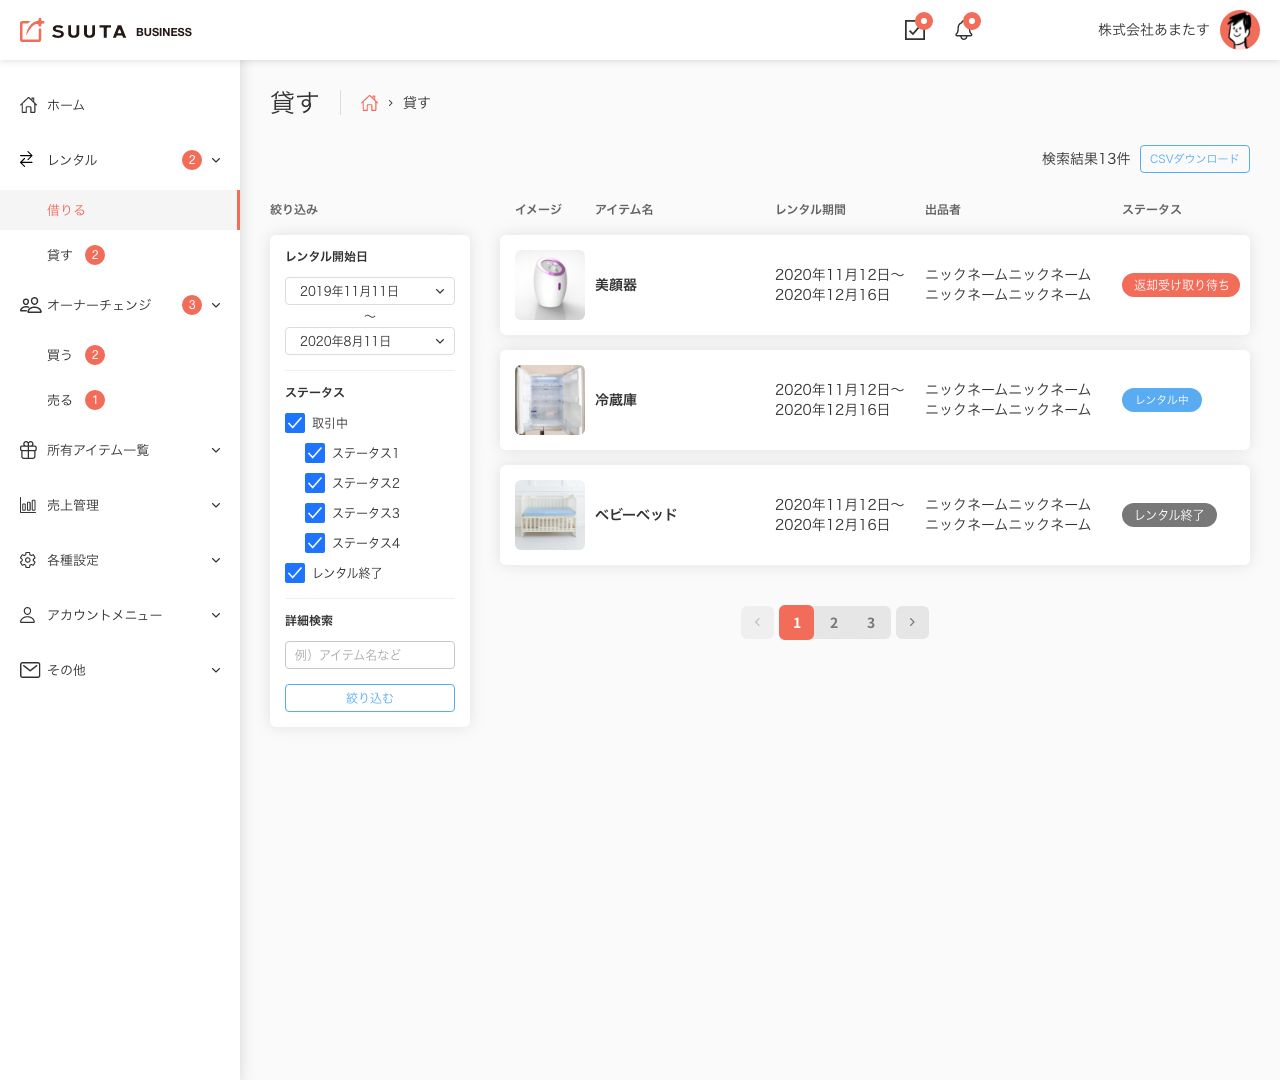 SUUTA BUSINESS
株式会社あまたす
ホーム
レンタル 2
借りる
貸す 2
オーナーチェンジ 3
買う 2
売る 1
所有アイテム一覧
売上管理
各種設定
アカウントメニュー
その他
貸す
貸す
検索結果13件
CSVダウンロード
絞り込み
レンタル開始日
2019年11月11日
〜
2020年8月11日
ステータス
取引中
ステータス1
ステータス2
ステータス3
ステータス4
レンタル終了
詳細検索
例）アイテム名など
絞り込む
イメージ アイテム名 レンタル期間 出品者 ステータス
美顔器
2020年11月12日〜
2020年12月16日
ニックネームニックネーム
ニックネームニックネーム
返却受け取り待ち
冷蔵庫
2020年11月12日〜
2020年12月16日
ニックネームニックネーム
ニックネームニックネーム
レンタル中
ベビーベッド
2020年11月12日〜
2020年12月16日
ニックネームニックネーム
ニックネームニックネーム
レンタル終了
1 2 3